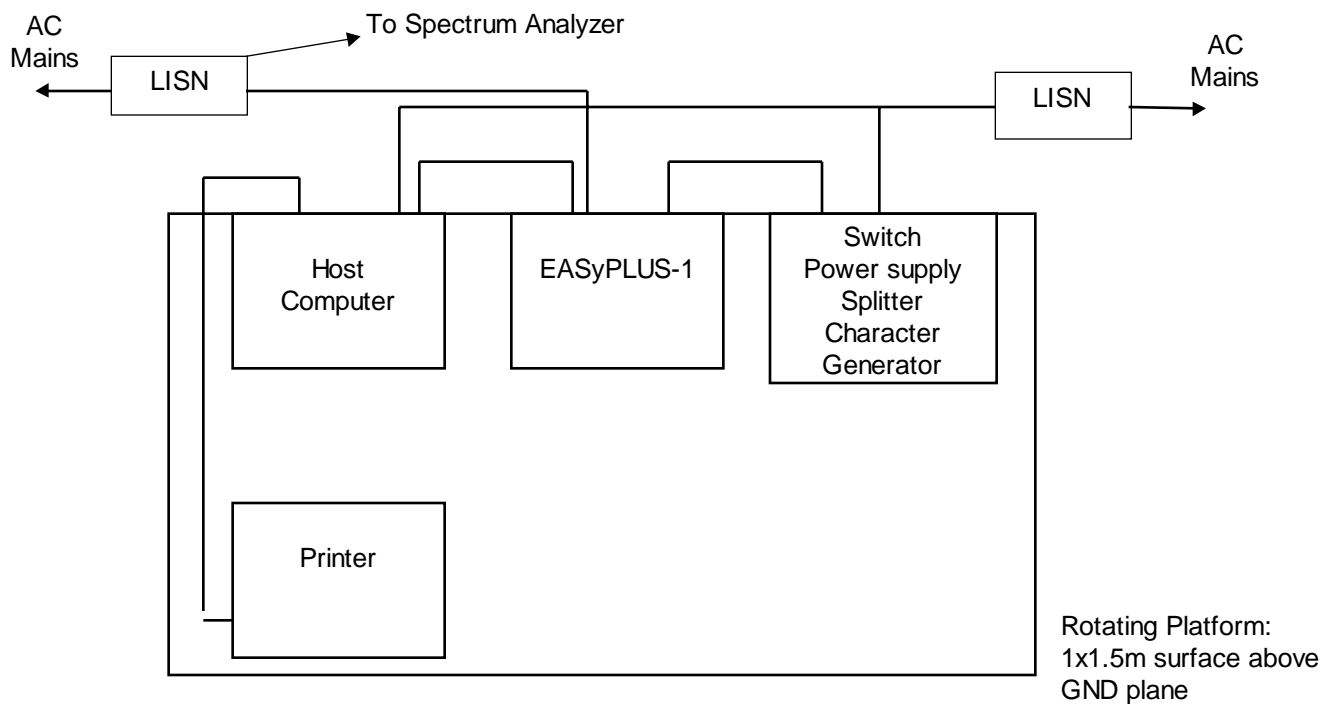 AC
Mains
LISN
To Spectrum Analyzer
AC
Mains
LISN
Host
Computer
EASyPLUS-1
Switch
Power supply
Splitter
Character
Generator
Printer
Rotating Platform:
1x1.5m surface above
GND plane